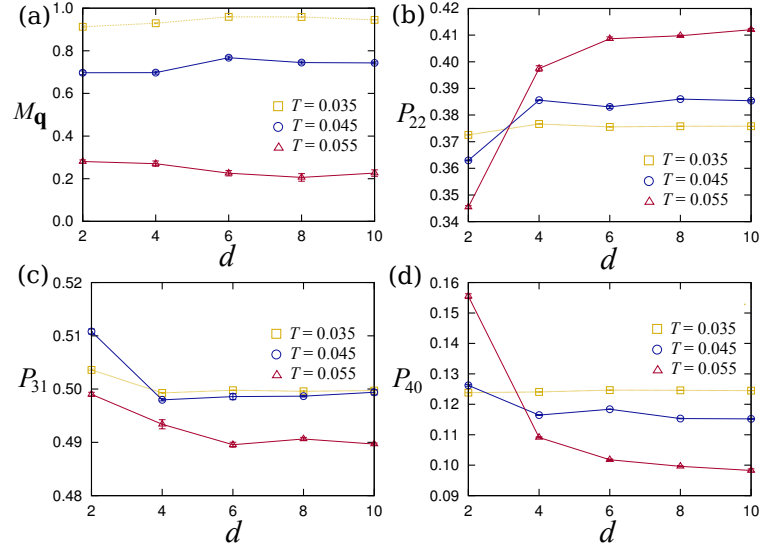 (a)
1.0
0.8
0.6
0.4
0.2
0.0
M_q
T = 0.035
T = 0.045
T = 0.055
2 4 6 8 10
d
(b)
0.42
0.41
0.40
0.39
0.38
0.37
0.36
0.35
0.34
P_22
T = 0.035
T = 0.045
T = 0.055
2 4 6 8 10
d
(c)
0.52
0.51
0.50
0.49
0.48
P_31
T = 0.035
T = 0.045
T = 0.055
2 4 6 8 10
d
(d)
0.16
0.15
0.14
0.13
0.12
0.11
0.10
0.09
P_40
T = 0.035
T = 0.045
T = 0.055
2 4 6 8 10
d